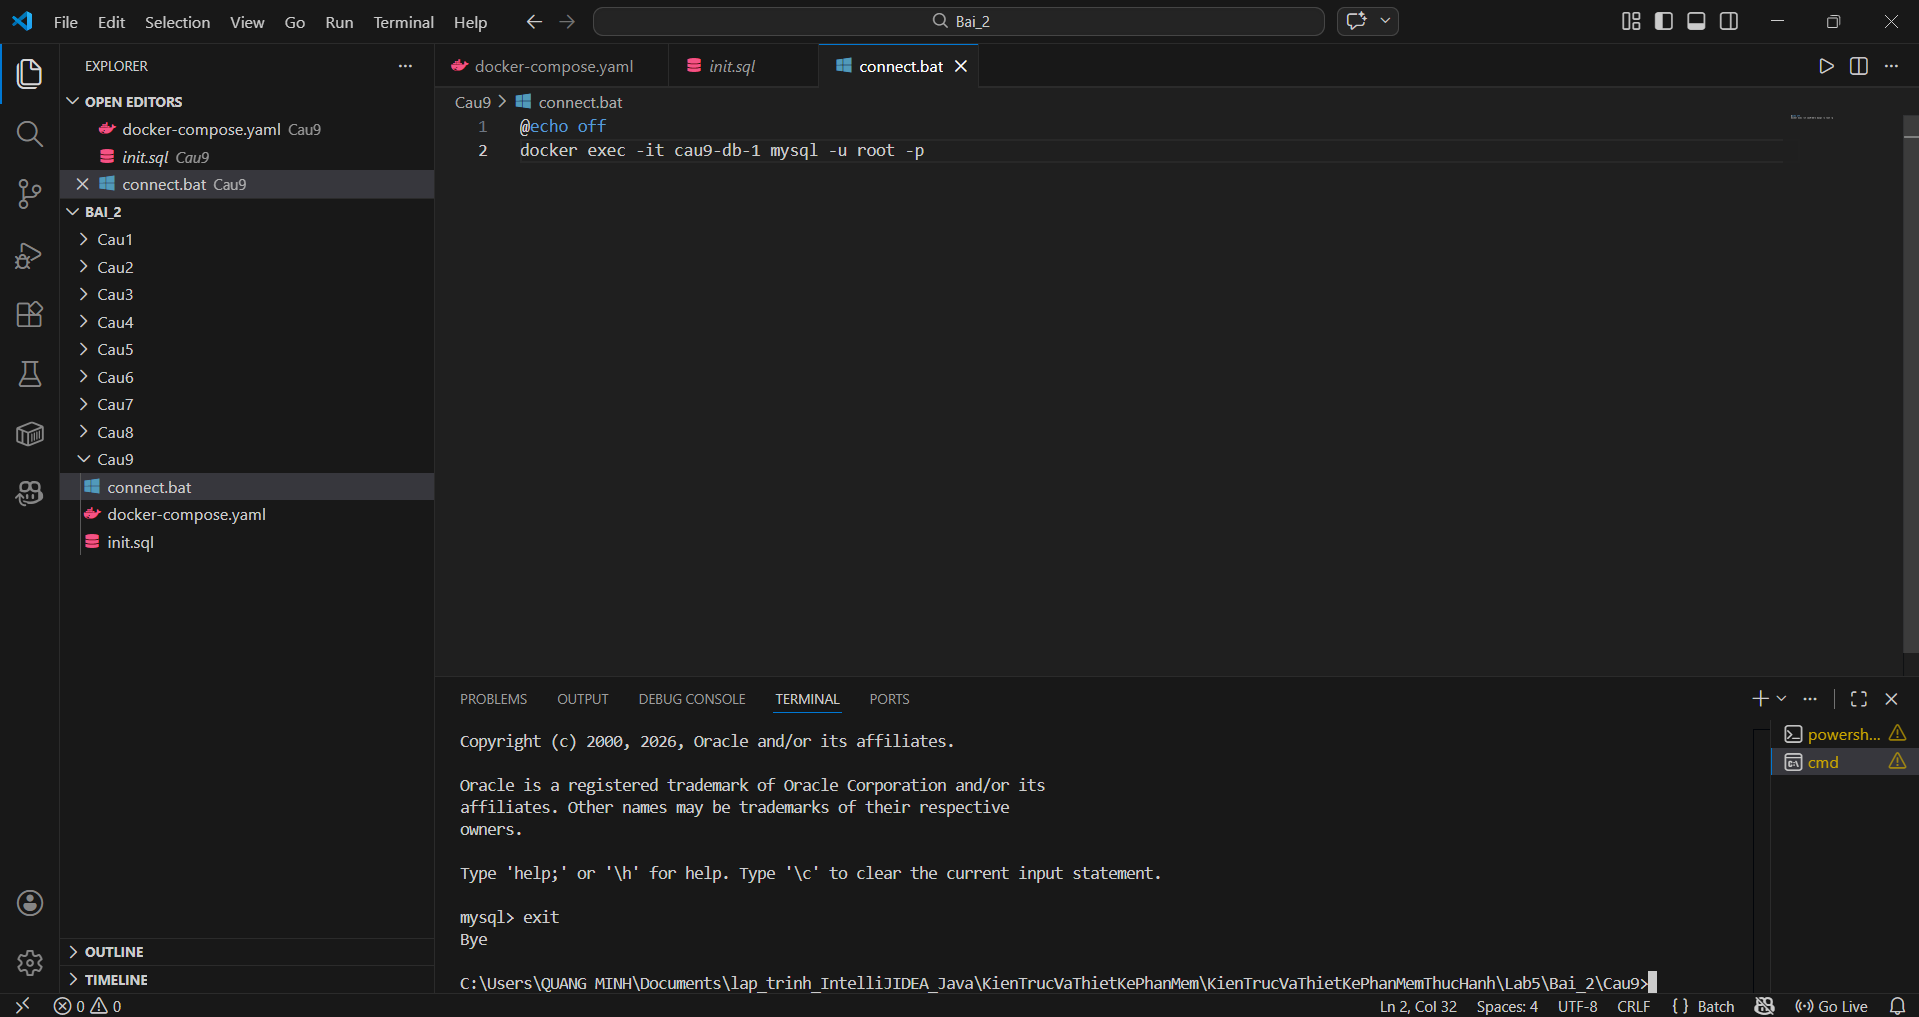 File Edit Selection View Go Run Terminal Help
Bai_2
EXPLORER
OPEN EDITORS
docker-compose.yaml Cau9
init.sql Cau9
connect.bat Cau9
BAI_2
Cau1
Cau2
Cau3
Cau4
Cau5
Cau6
Cau7
Cau8
Cau9
connect.bat
docker-compose.yaml
init.sql
OUTLINE
TIMELINE
docker-compose.yaml
init.sql
connect.bat
Cau9 > connect.bat
1 @echo off
2 docker exec -it cau9-db-1 mysql -u root -p
PROBLEMS OUTPUT DEBUG CONSOLE TERMINAL PORTS
Copyright (c) 2000, 2026, Oracle and/or its affiliates.
Oracle is a registered trademark of Oracle Corporation and/or its
affiliates. Other names may be trademarks of their respective
owners.
Type 'help;' or '\h' for help. Type '\c' to clear the current input statement.
mysql> exit
Bye
C:\Users\QUANG MINH\Documents\lap_trinh_IntelliJIDEA_Java\KienTrucVaThietKePhanMem\KienTrucVaThietKePhanMemThucHanh\Lab5\Bai_2\Cau9>
powersh...
cmd
0 0
Ln 2, Col 32 Spaces: 4 UTF-8 CRLF { } Batch Go Live